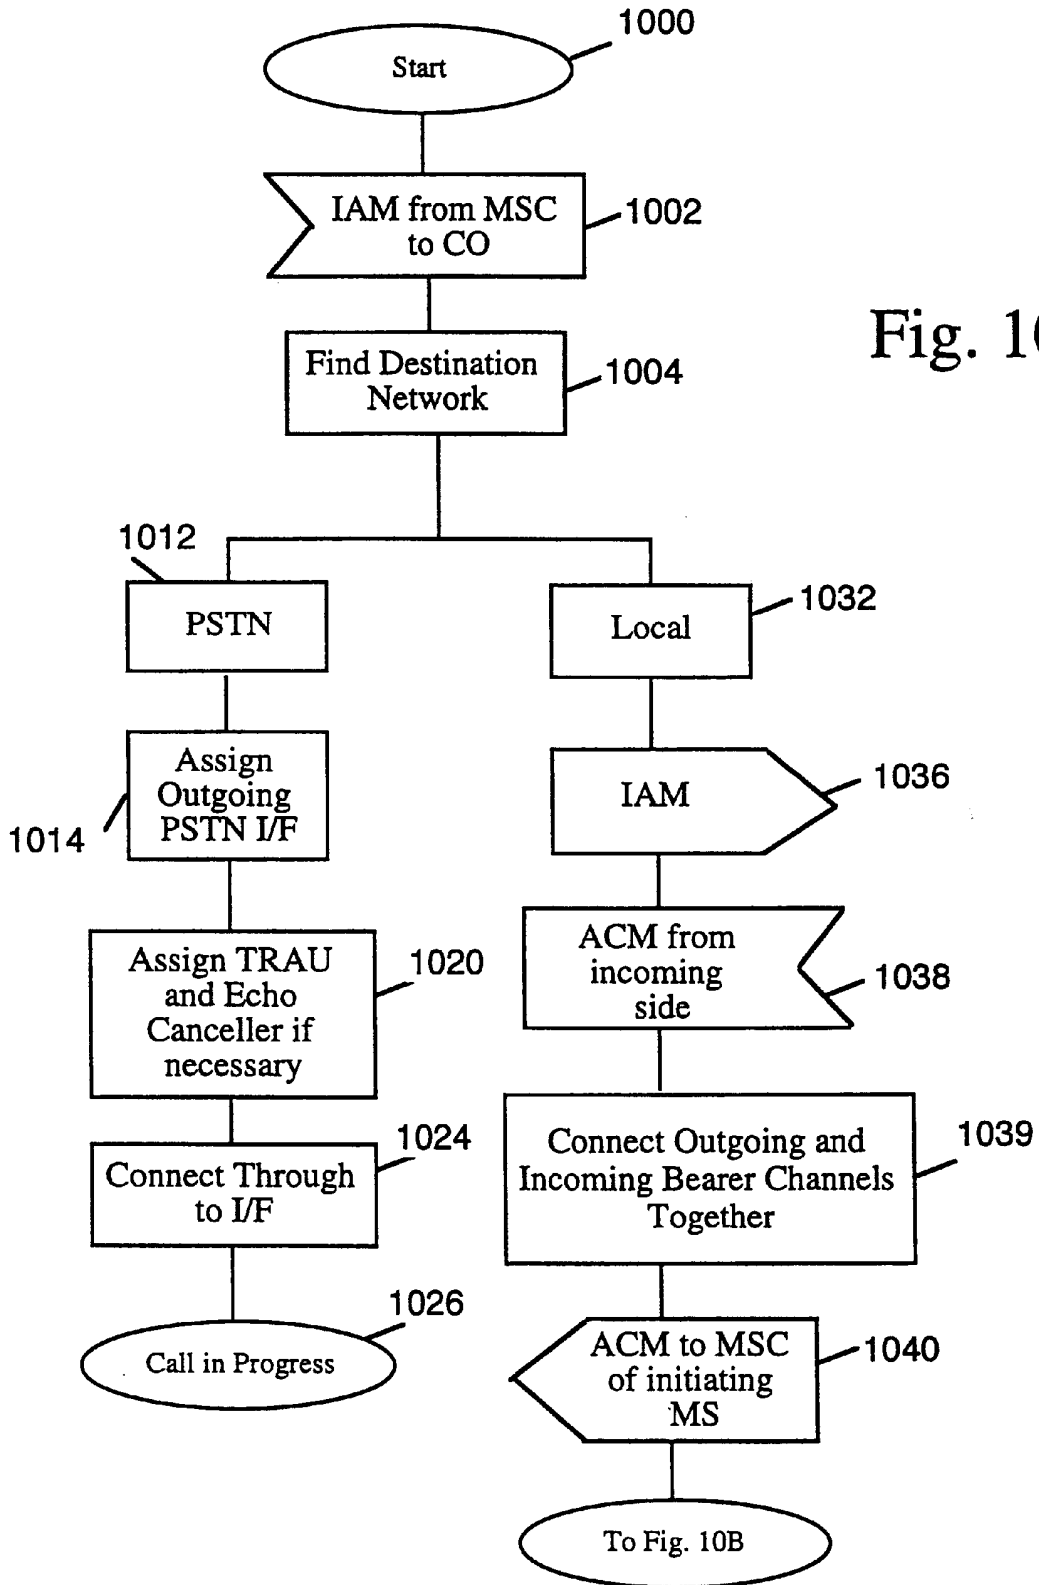 1000
Start
IAM from MSC
to CO
1002
Fig. 10
Find Destination
Network
1004
1012
PSTN
Local
1032
Assign
Outgoing
PSTN I/F
1014
IAM
1036
Assign TRAU
and Echo
Canceller if
necessary
1020
ACM from
incoming
side
1038
Connect Through
to I/F
1024
Connect Outgoing and
Incoming Bearer Channels
Together
1039
Call in Progress
1026
ACM to MSC
of initiating
MS
1040
To Fig. 10B